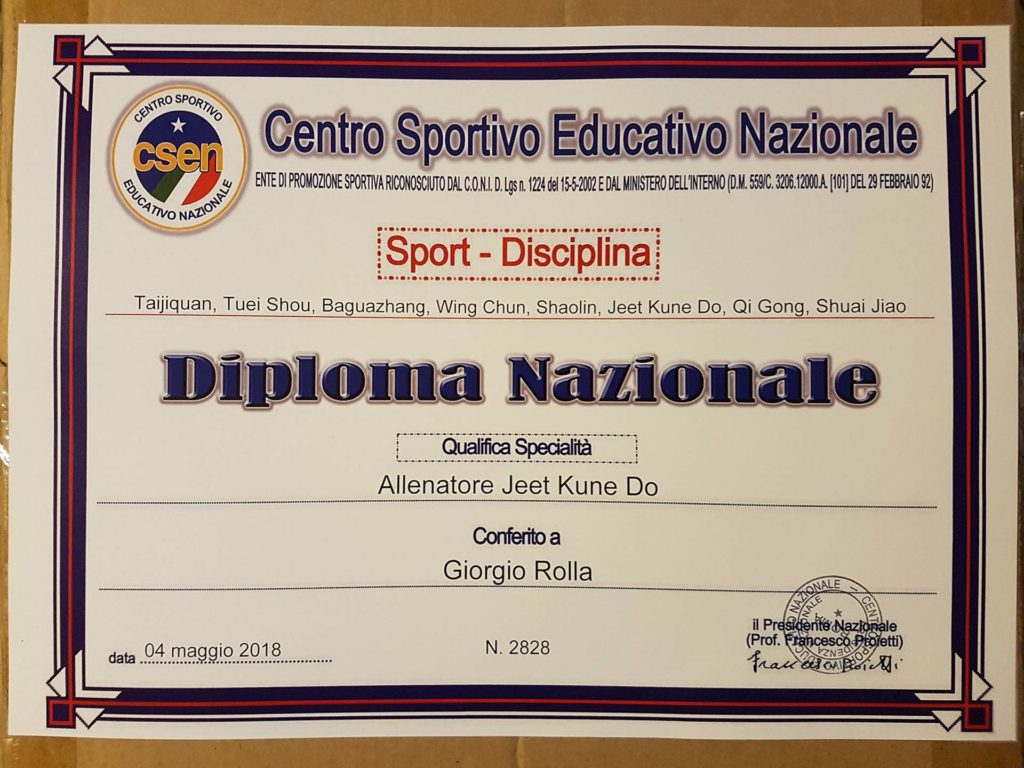 CENTRO SPORTIVO
csen
EDUCATIVO NAZIONALE
Centro Sportivo Educativo Nazionale
ENTE DI PROMOZIONE SPORTIVA RICONOSCIUTO DAL C.O.N.I. D. Lgs n. 1224 del 15-5-2002 E DAL MINISTERO DELL'INTERNO (D.M. 559/C. 3206.12000.A. [101] DEL 29 FEBBRAIO 92)
Sport - Disciplina
Taijiquan, Tuei Shou, Baguazhang, Wing Chun, Shaolin, Jeet Kune Do, Qi Gong, Shuai Jiao
Diploma Nazionale
Qualifica Specialità
Allenatore Jeet Kune Do
Conferito a
Giorgio Rolla
il Presidente Nazionale
(Prof. Francesco Proietti)
Francesco Proietti
data 04 maggio 2018
N. 2828